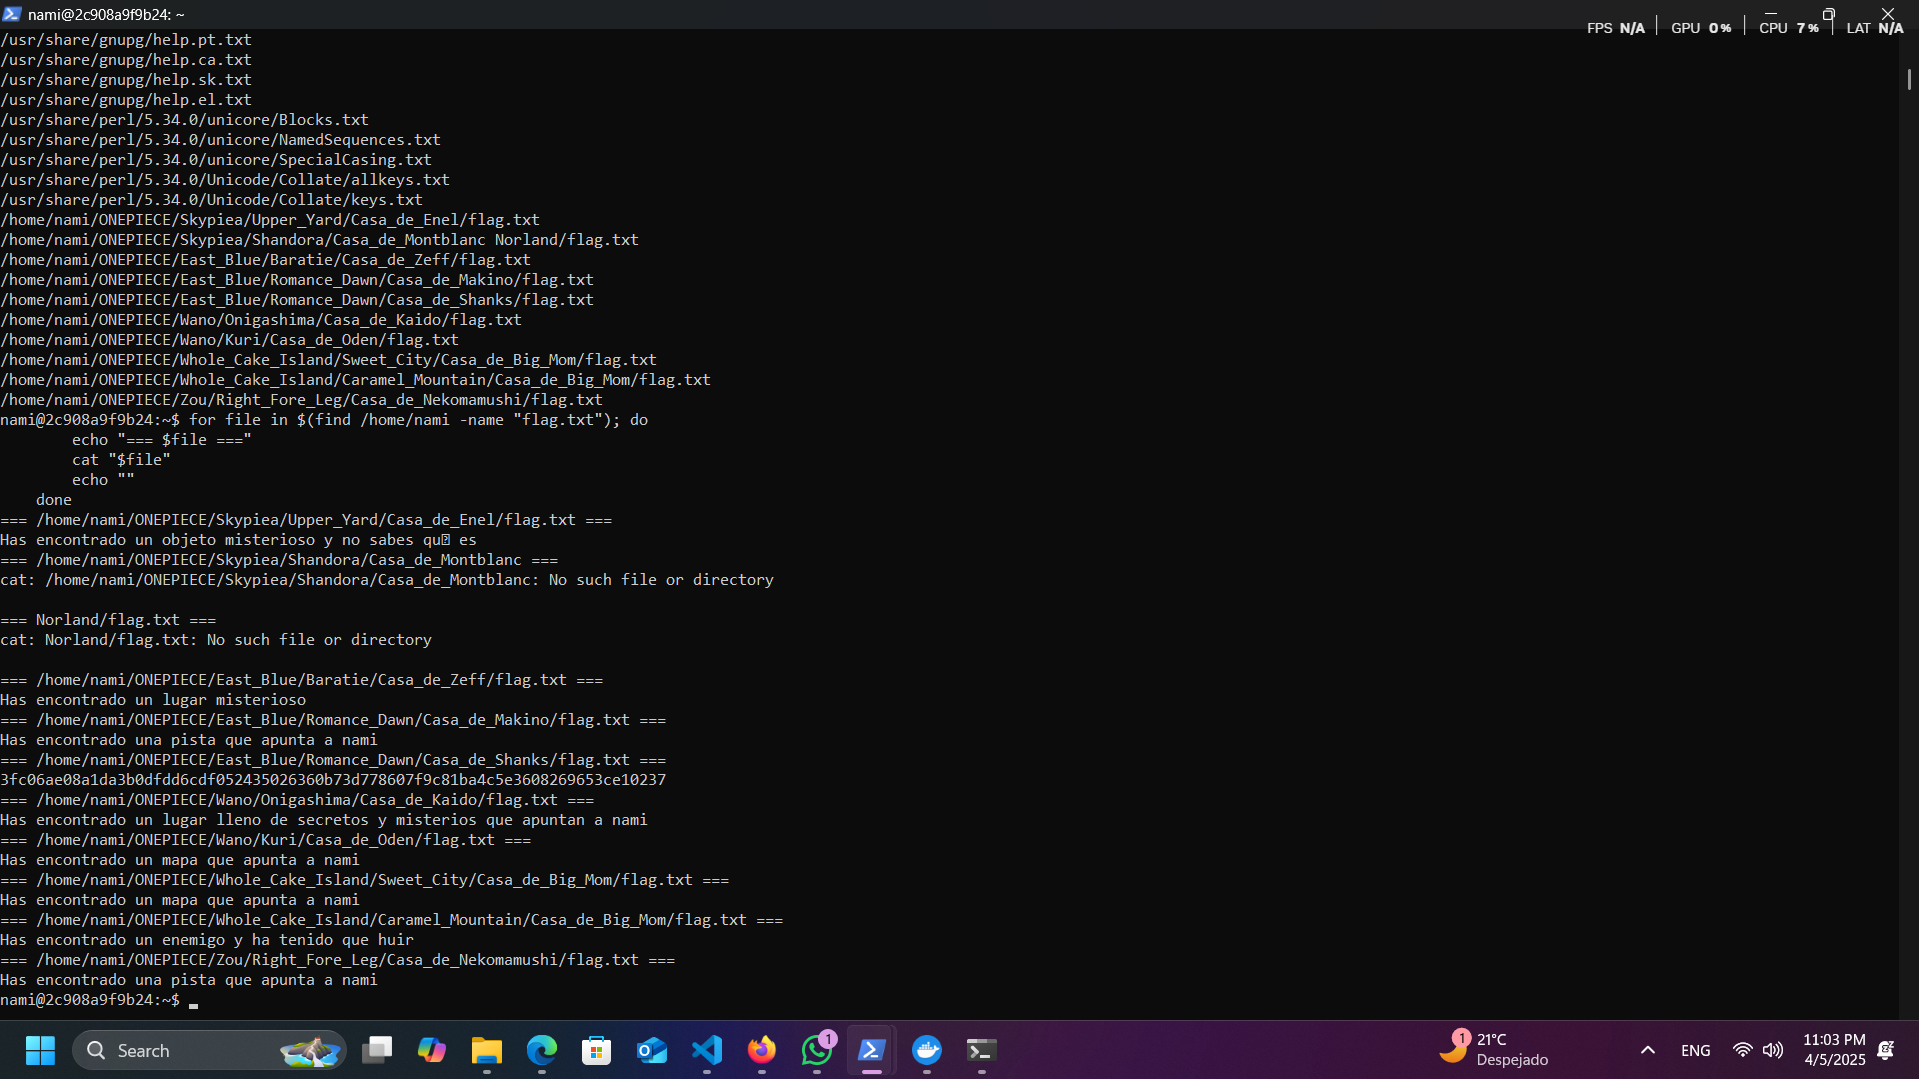 nami@2c908a9f9b24: ~
FPS N/A GPU 0% CPU 7% LAT N/A
/usr/share/gnupg/help.pt.txt
/usr/share/gnupg/help.ca.txt
/usr/share/gnupg/help.sk.txt
/usr/share/gnupg/help.el.txt
/usr/share/perl/5.34.0/unicore/Blocks.txt
/usr/share/perl/5.34.0/unicore/NamedSequences.txt
/usr/share/perl/5.34.0/unicore/SpecialCasing.txt
/usr/share/perl/5.34.0/Unicode/Collate/allkeys.txt
/usr/share/perl/5.34.0/Unicode/Collate/keys.txt
/home/nami/ONEPIECE/Skypiea/Upper_Yard/Casa_de_Enel/flag.txt
/home/nami/ONEPIECE/Skypiea/Shandora/Casa_de_Montblanc Norland/flag.txt
/home/nami/ONEPIECE/East_Blue/Baratie/Casa_de_Zeff/flag.txt
/home/nami/ONEPIECE/East_Blue/Romance_Dawn/Casa_de_Makino/flag.txt
/home/nami/ONEPIECE/East_Blue/Romance_Dawn/Casa_de_Shanks/flag.txt
/home/nami/ONEPIECE/Wano/Onigashima/Casa_de_Kaido/flag.txt
/home/nami/ONEPIECE/Wano/Kuri/Casa_de_Oden/flag.txt
/home/nami/ONEPIECE/Whole_Cake_Island/Sweet_City/Casa_de_Big_Mom/flag.txt
/home/nami/ONEPIECE/Whole_Cake_Island/Caramel_Mountain/Casa_de_Big_Mom/flag.txt
/home/nami/ONEPIECE/Zou/Right_Fore_Leg/Casa_de_Nekomamushi/flag.txt
nami@2c908a9f9b24:~$ for file in $(find /home/nami -name "flag.txt"); do
        echo "=== $file ==="
        cat "$file"
        echo ""
    done
=== /home/nami/ONEPIECE/Skypiea/Upper_Yard/Casa_de_Enel/flag.txt ===
Has encontrado un objeto misterioso y no sabes qu� es
=== /home/nami/ONEPIECE/Skypiea/Shandora/Casa_de_Montblanc ===
cat: /home/nami/ONEPIECE/Skypiea/Shandora/Casa_de_Montblanc: No such file or directory

=== Norland/flag.txt ===
cat: Norland/flag.txt: No such file or directory

=== /home/nami/ONEPIECE/East_Blue/Baratie/Casa_de_Zeff/flag.txt ===
Has encontrado un lugar misterioso
=== /home/nami/ONEPIECE/East_Blue/Romance_Dawn/Casa_de_Makino/flag.txt ===
Has encontrado una pista que apunta a nami
=== /home/nami/ONEPIECE/East_Blue/Romance_Dawn/Casa_de_Shanks/flag.txt ===
3fc06ae08a1da3b0dfdd6cdf052435026360b73d778607f9c81ba4c5e3608269653ce10237
=== /home/nami/ONEPIECE/Wano/Onigashima/Casa_de_Kaido/flag.txt ===
Has encontrado un lugar lleno de secretos y misterios que apuntan a nami
=== /home/nami/ONEPIECE/Wano/Kuri/Casa_de_Oden/flag.txt ===
Has encontrado un mapa que apunta a nami
=== /home/nami/ONEPIECE/Whole_Cake_Island/Sweet_City/Casa_de_Big_Mom/flag.txt ===
Has encontrado un mapa que apunta a nami
=== /home/nami/ONEPIECE/Whole_Cake_Island/Caramel_Mountain/Casa_de_Big_Mom/flag.txt ===
Has encontrado un enemigo y ha tenido que huir
=== /home/nami/ONEPIECE/Zou/Right_Fore_Leg/Casa_de_Nekomamushi/flag.txt ===
Has encontrado una pista que apunta a nami
nami@2c908a9f9b24:~$
Search
1
1
21°C
Despejado
ENG
11:03 PM
4/5/2025